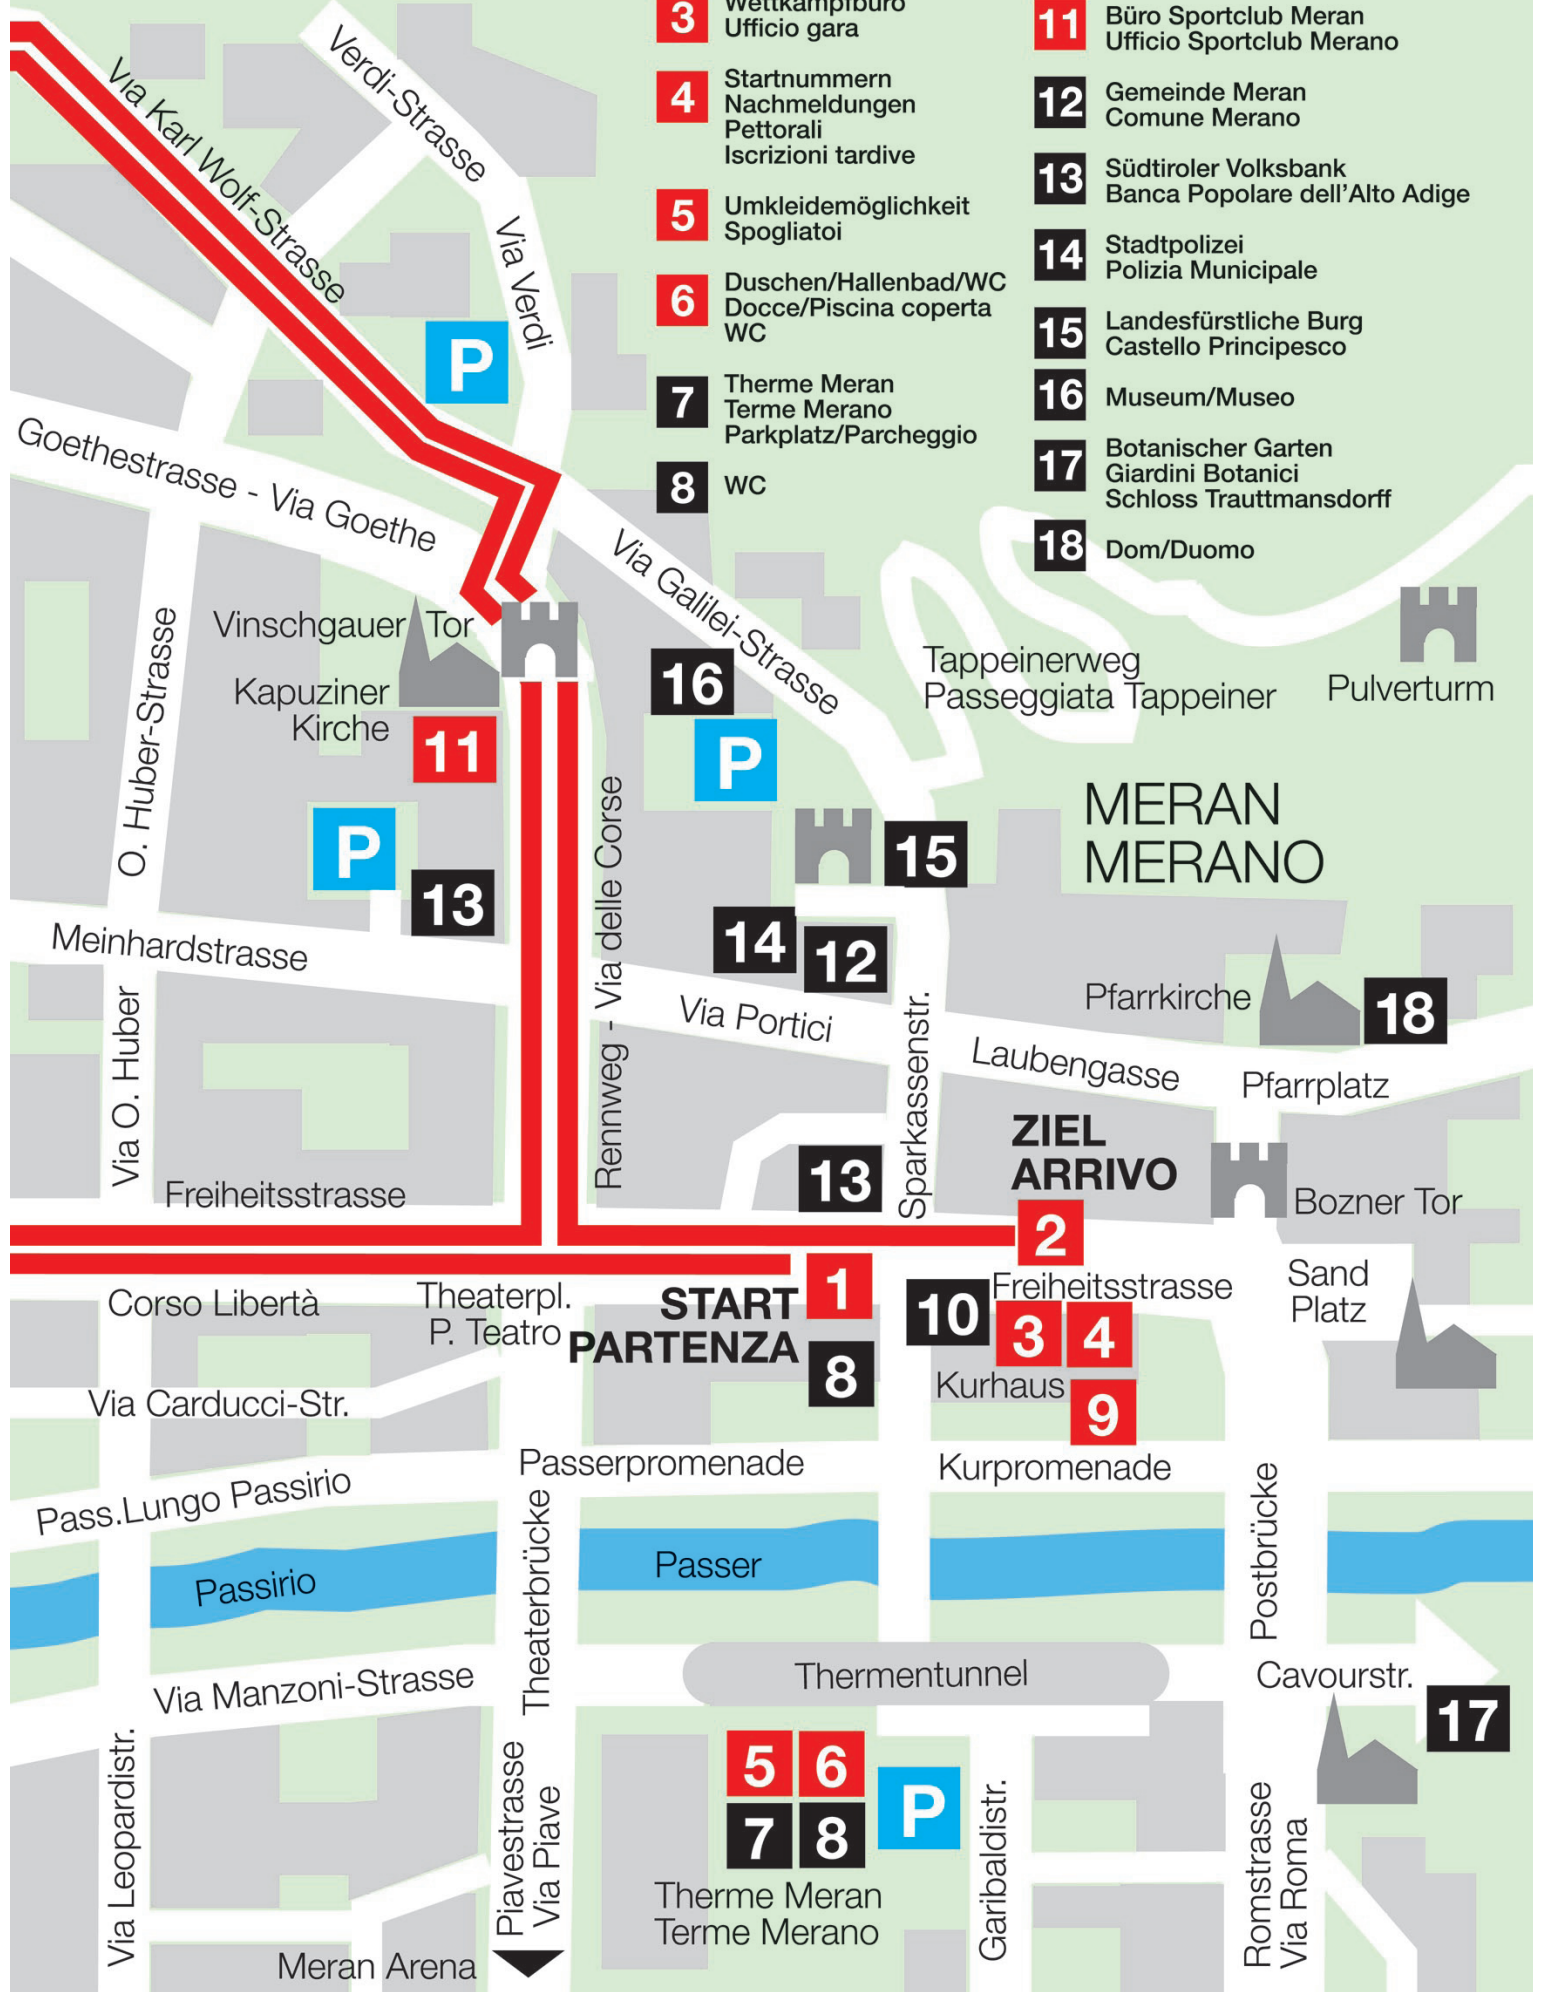 3
Wettkampfbüro
Ufficio gara
4
Startnummern
Nachmeldungen
Pettorali
Iscrizioni tardive
5
Umkleidemöglichkeit
Spogliatoi
6
Duschen/Hallenbad/WC
Docce/Piscina coperta
WC
7
Therme Meran
Terme Merano
Parkplatz/Parcheggio
8
WC
11
Büro Sportclub Meran
Ufficio Sportclub Merano
12
Gemeinde Meran
Comune Merano
13
Südtiroler Volksbank
Banca Popolare dell'Alto Adige
14
Stadtpolizei
Polizia Municipale
15
Landesfürstliche Burg
Castello Principesco
16
Museum/Museo
17
Botanischer Garten
Giardini Botanici
Schloss Trauttmansdorff
18
Dom/Duomo
Verdi-Strasse
Via Karl Wolf-Strasse
Via Verdi
P
Goethestrasse - Via Goethe
Via Galilei-Strasse
Vinschgauer Tor
Kapuziner
Kirche
11
16
P
Tappeinerweg
Passeggiata Tappeiner
Pulverturm
O. Huber-Strasse
P
13
Rennweg - Via delle Corse
15
MERAN
MERANO
Meinhardstrasse
14
12
Via Portici
Pfarrkirche
18
Via O. Huber
Sparkassenstr.
Laubengasse
Pfarrplatz
ZIEL
ARRIVO
13
Freiheitsstrasse
2
Bozner Tor
Corso Libertà
Theaterpl.
P. Teatro
START
PARTENZA
1
8
10
Freiheitsstrasse
3
4
Kurhaus
9
Sand
Platz
Via Carducci-Str.
Pass.Lungo Passirio
Passerpromenade
Kurpromenade
Passirio
Passer
Theaterbrücke
Postbrücke
Via Manzoni-Strasse
Thermentunnel
Cavourstr.
17
Via Leopardistr.
Piavestrasse
Via Piave
5
6
7
8
P
Therme Meran
Terme Merano
Garibaldistr.
Romstrasse
Via Roma
Meran Arena